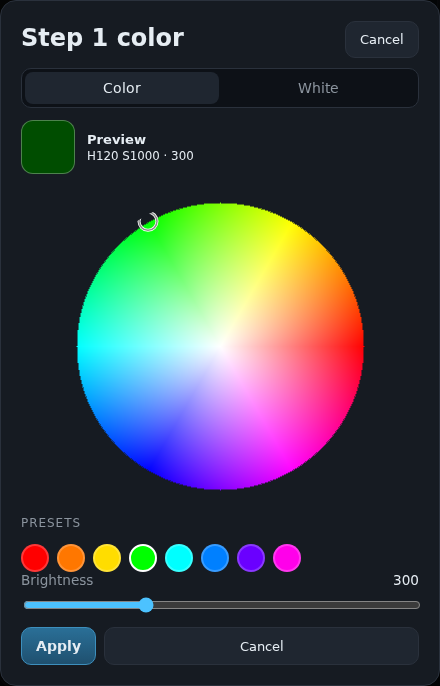 Step 1 color
Cancel
Color
White
Preview
H120 S1000 · 300
PRESETS
Brightness
300
Apply
Cancel